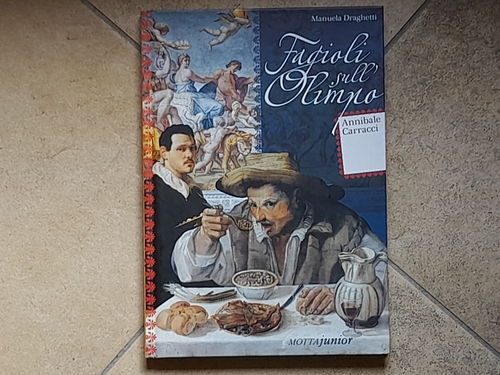 Manuela Draghetti
Fagioli
sull'
Olimpo
Annibale
Carracci
MOTTAjunior